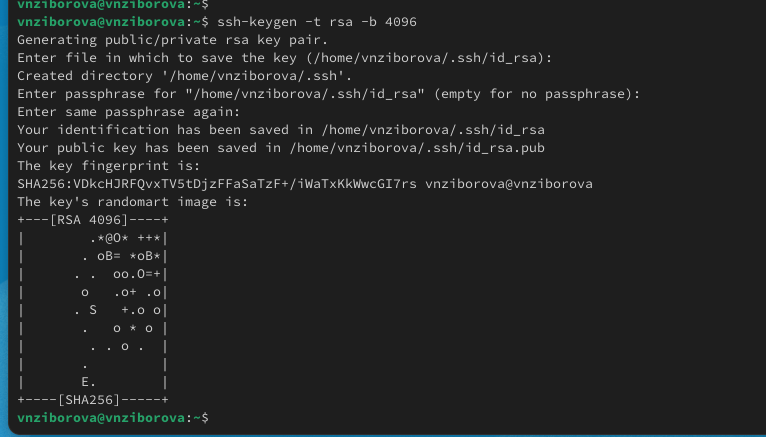 vnziborova@vnziborova:~$
vnziborova@vnziborova:~$ ssh-keygen -t rsa -b 4096
Generating public/private rsa key pair.
Enter file in which to save the key (/home/vnziborova/.ssh/id_rsa):
Created directory '/home/vnziborova/.ssh'.
Enter passphrase for "/home/vnziborova/.ssh/id_rsa" (empty for no passphrase):
Enter same passphrase again:
Your identification has been saved in /home/vnziborova/.ssh/id_rsa
Your public key has been saved in /home/vnziborova/.ssh/id_rsa.pub
The key fingerprint is:
SHA256:VDkcHJRFQvxTV5tDjzFFaSaTzF+/iWaTxKkWwcGI7rs vnziborova@vnziborova
The key's randomart image is:
+---[RSA 4096]----+
|        .*@O* ++*|
|       . oB= *oB*|
|      . .  oo.O=+|
|       o   .o+ .o|
|      . S   +.o o|
|       .   o * o |
|        . . o .  |
|       .         |
|       E.        |
+----[SHA256]-----+
vnziborova@vnziborova:~$